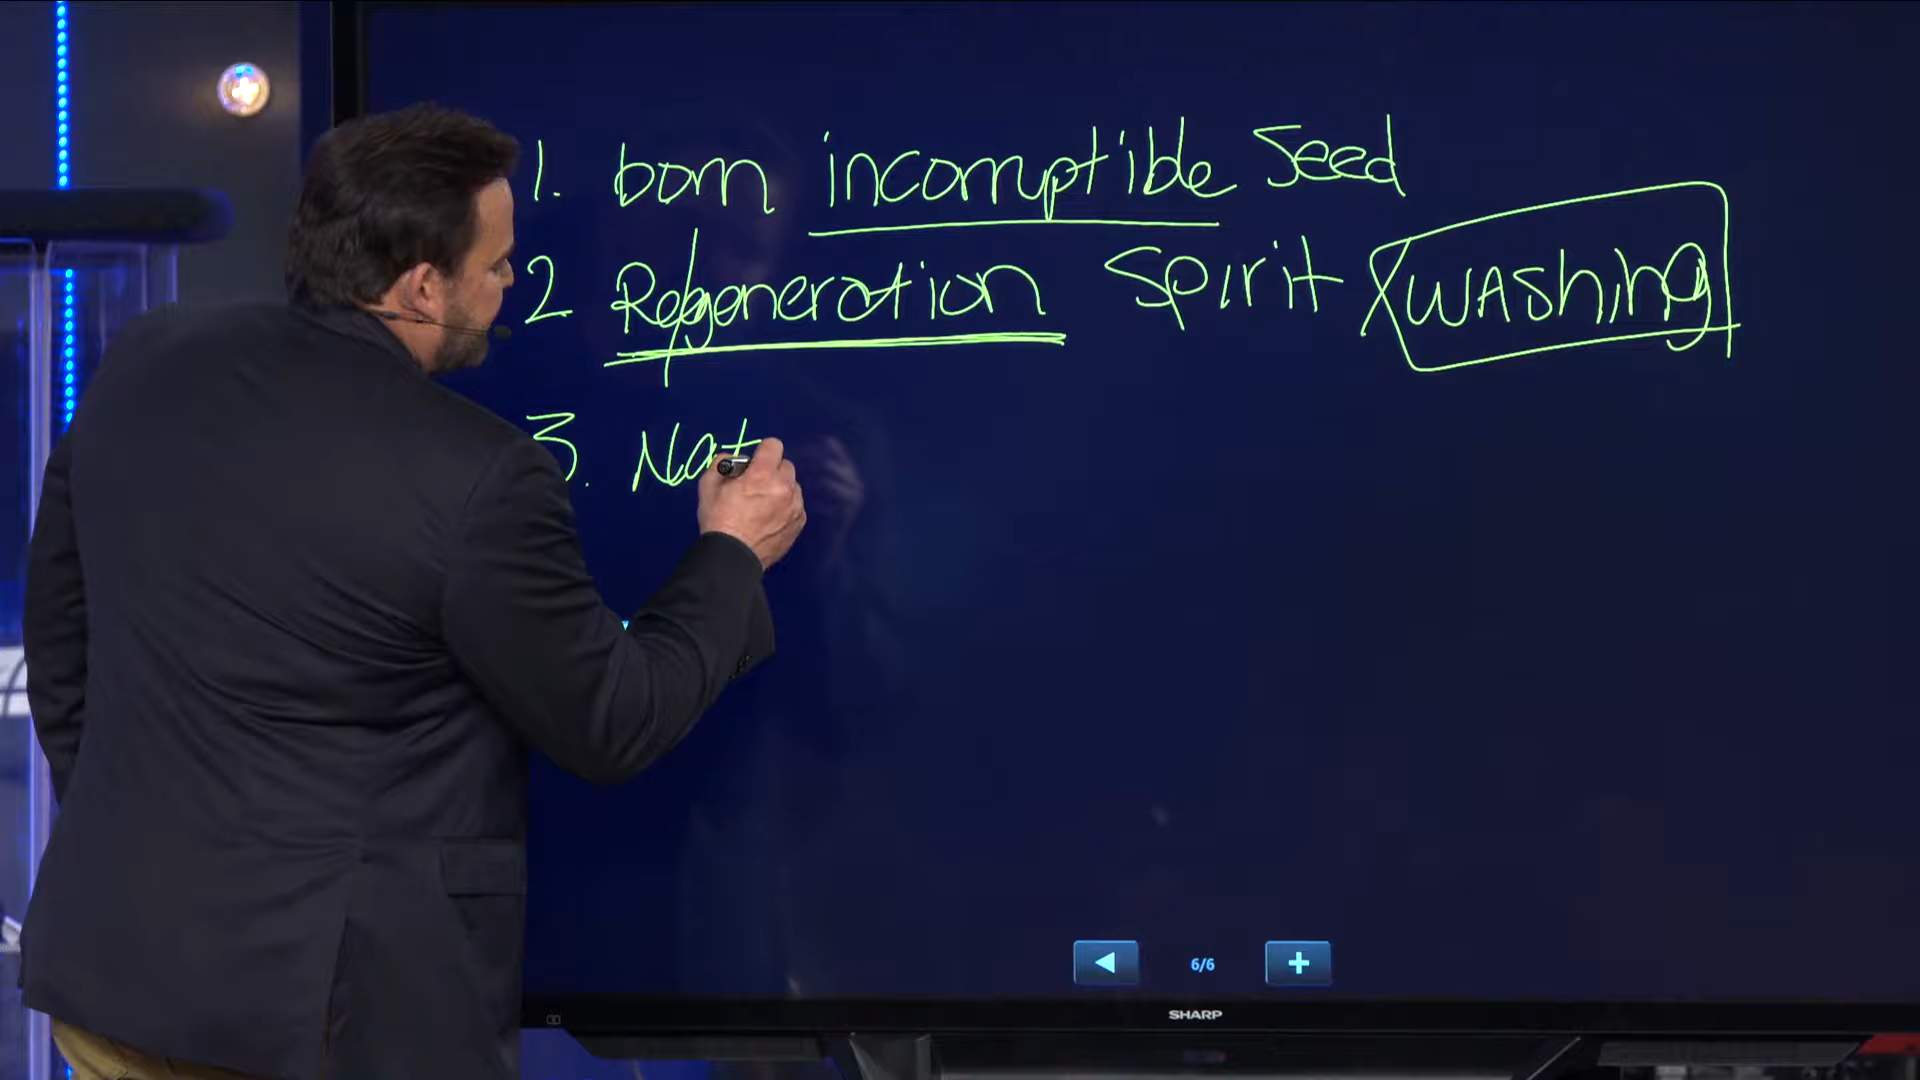 1. born incorruptible Seed
2 Regeneration Spirit washing
3. Nat
6/6
SHARP